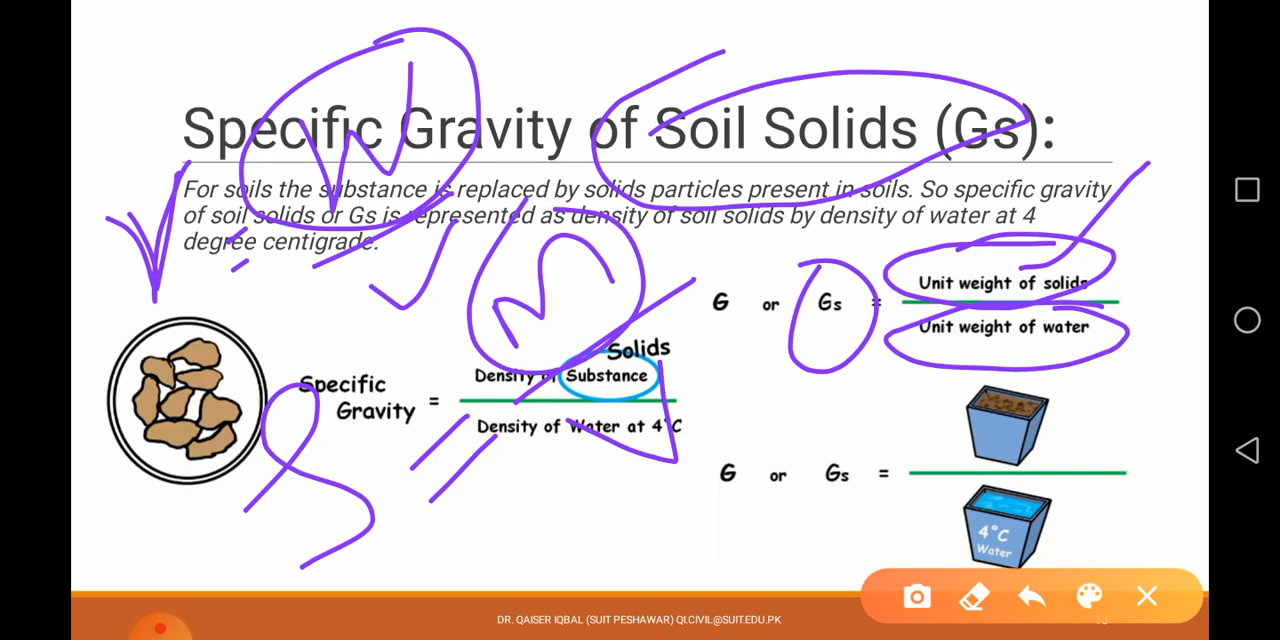 Specific Gravity of Soil Solids (Gs):
For soils the substance is replaced by solids particles present in soils. So specific gravity
of soil solids or Gs is represented as density of soil solids by density of water at 4
degree centigrade.
G or Gs = Unit weight of solids
Unit weight of water
Solids
Specific Gravity = Density of Substance
Density of Water at 4°C
G or Gs =
4°C
Water
W
DR. QAISER IQBAL (SUIT PESHAWAR) QI.CIVIL@SUIT.EDU.PK